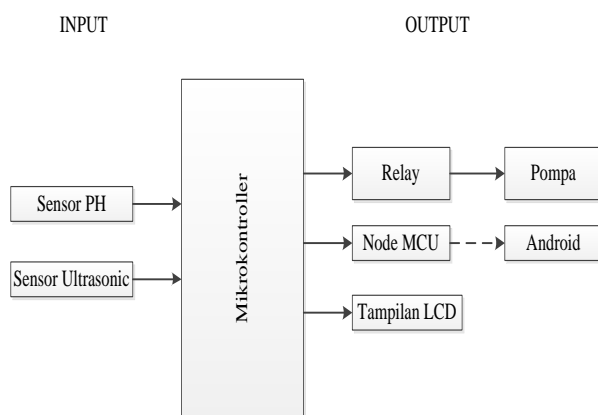 INPUT
OUTPUT
Sensor PH
Sensor Ultrasonic
Mikrokontroller
Relay
Pompa
Node MCU
Android
Tampilan LCD